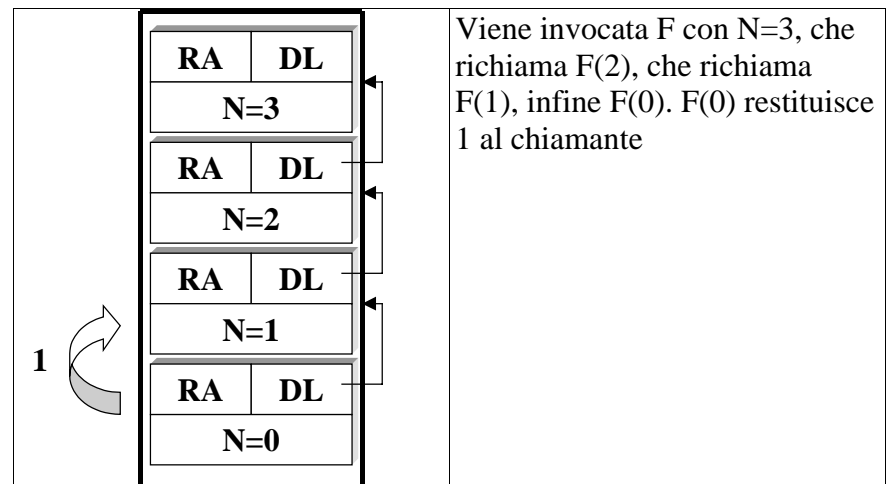 RA DL
N=3
RA DL
N=2
RA DL
N=1
1
RA DL
N=0
Viene invocata F con N=3, che
richiama F(2), che richiama
F(1), infine F(0). F(0) restituisce
1 al chiamante